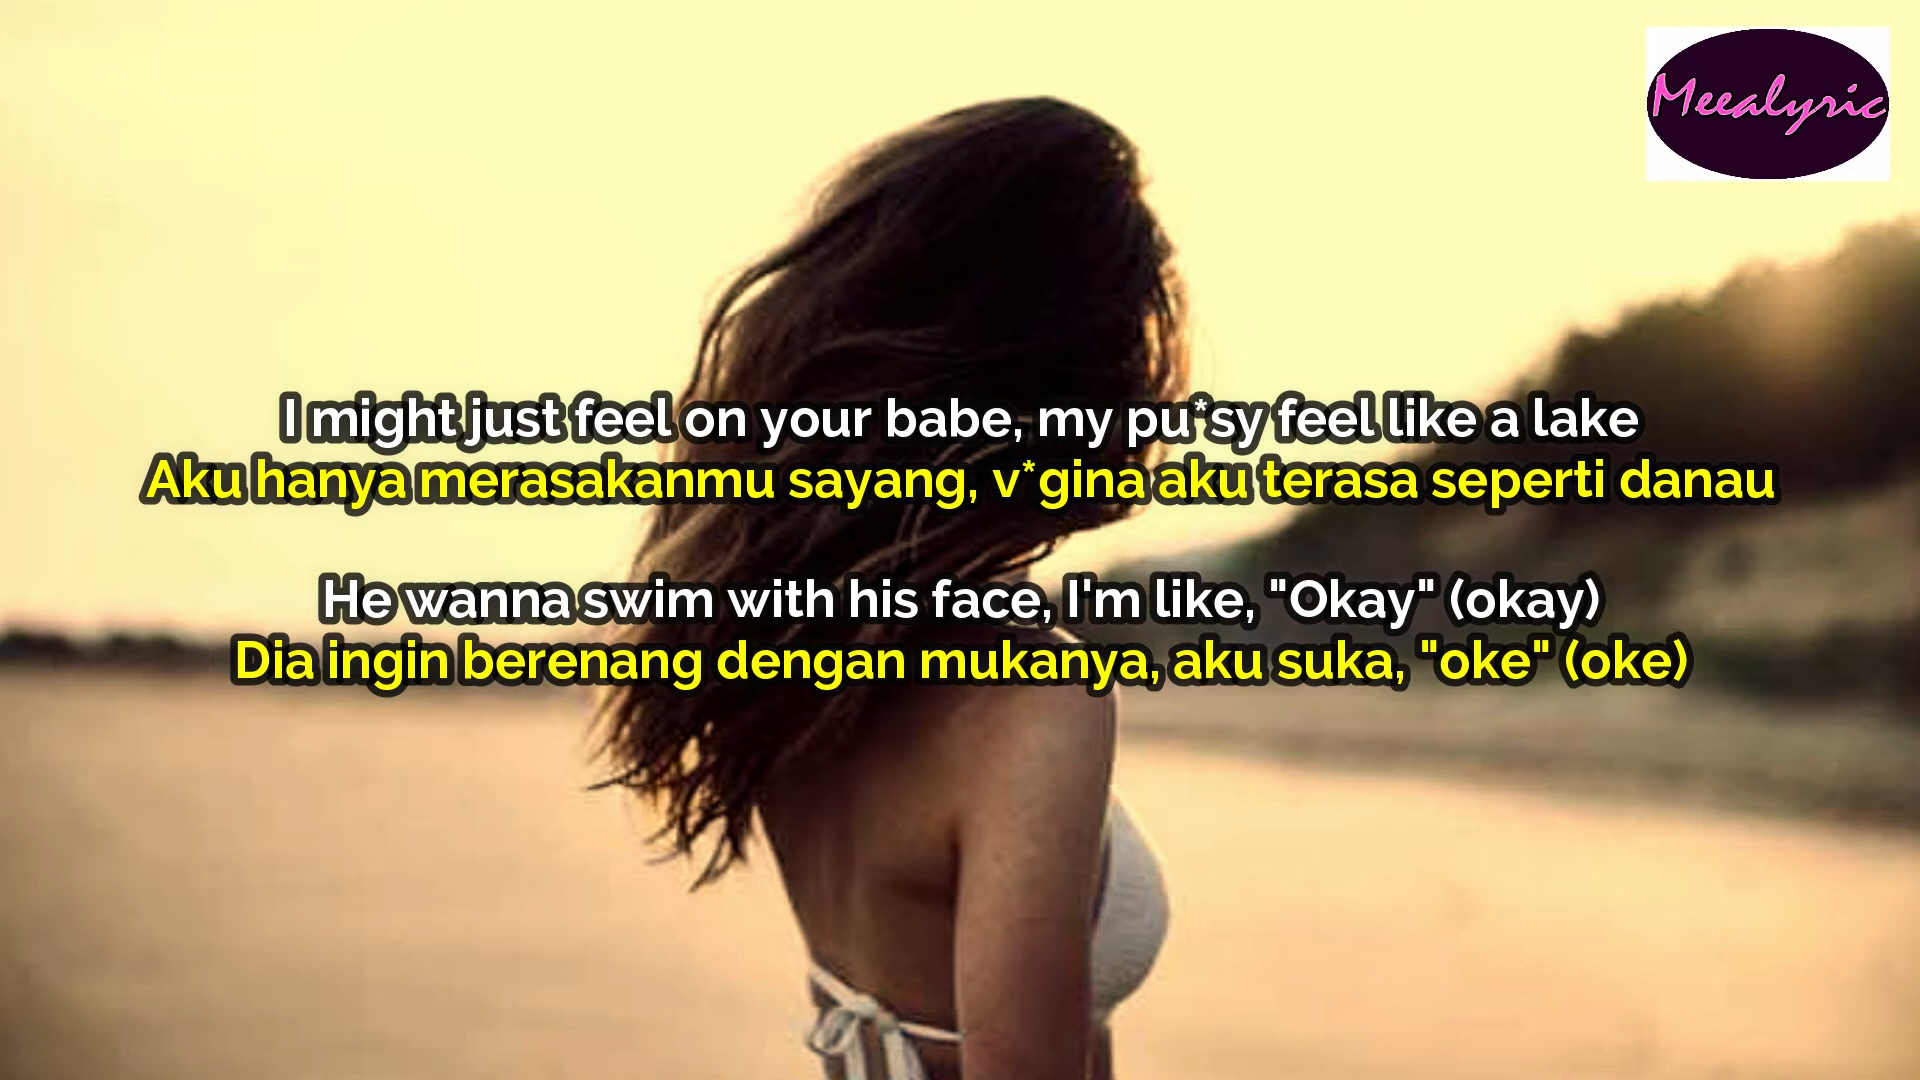 Meealyric
I might just feel on your babe, my pu*sy feel like a lake
Aku hanya merasakanmu sayang, v*gina aku terasa seperti danau
He wanna swim with his face, I'm like, "Okay" (okay)
Dia ingin berenang dengan mukanya, aku suka, "oke" (oke)